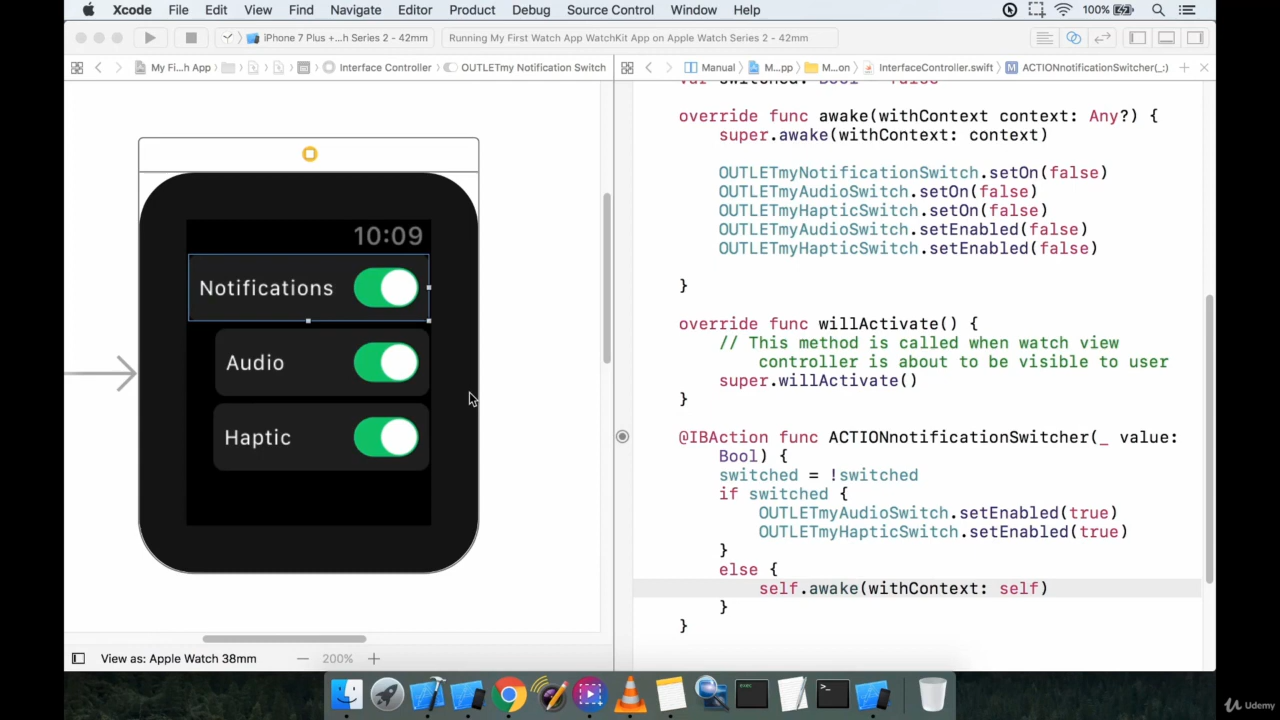 Xcode File Edit View Find Navigate Editor Product Debug Source Control Window Help 100%
iPhone 7 Plus +...h Series 2 - 42mm Running My First Watch App WatchKit App on Apple Watch Series 2 - 42mm
My Fi...h App Interface Controller OUTLETmy Notification Switch
Manual M...pp M...on InterfaceController.swift M ACTIONnotificationSwitcher(_:)
10:09
Notifications
Audio
Haptic
View as: Apple Watch 38mm 200%
var switched: Bool = false
override func awake(withContext context: Any?) {
super.awake(withContext: context)
OUTLETmyNotificationSwitch.setOn(false)
OUTLETmyAudioSwitch.setOn(false)
OUTLETmyHapticSwitch.setOn(false)
OUTLETmyAudioSwitch.setEnabled(false)
OUTLETmyHapticSwitch.setEnabled(false)
}
override func willActivate() {
// This method is called when watch view
controller is about to be visible to user
super.willActivate()
}
@IBAction func ACTIONnotificationSwitcher(_ value:
Bool) {
switched = !switched
if switched {
OUTLETmyAudioSwitch.setEnabled(true)
OUTLETmyHapticSwitch.setEnabled(true)
}
else {
self.awake(withContext: self)
}
}
Udemy